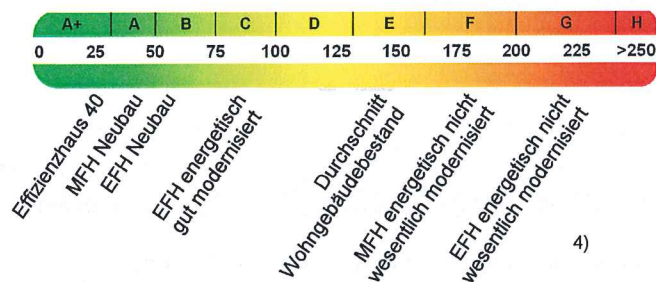 A+ A B C D E F G H
0 25 50 75 100 125 150 175 200 225 >250
Effizienzhaus 40
MFH Neubau
EFH Neubau
EFH energetisch
gut modernisiert
Durchschnitt
Wohngebäudebestand
MFH energetisch nicht
wesentlich modernisiert
EFH energetisch nicht
wesentlich modernisiert
4)